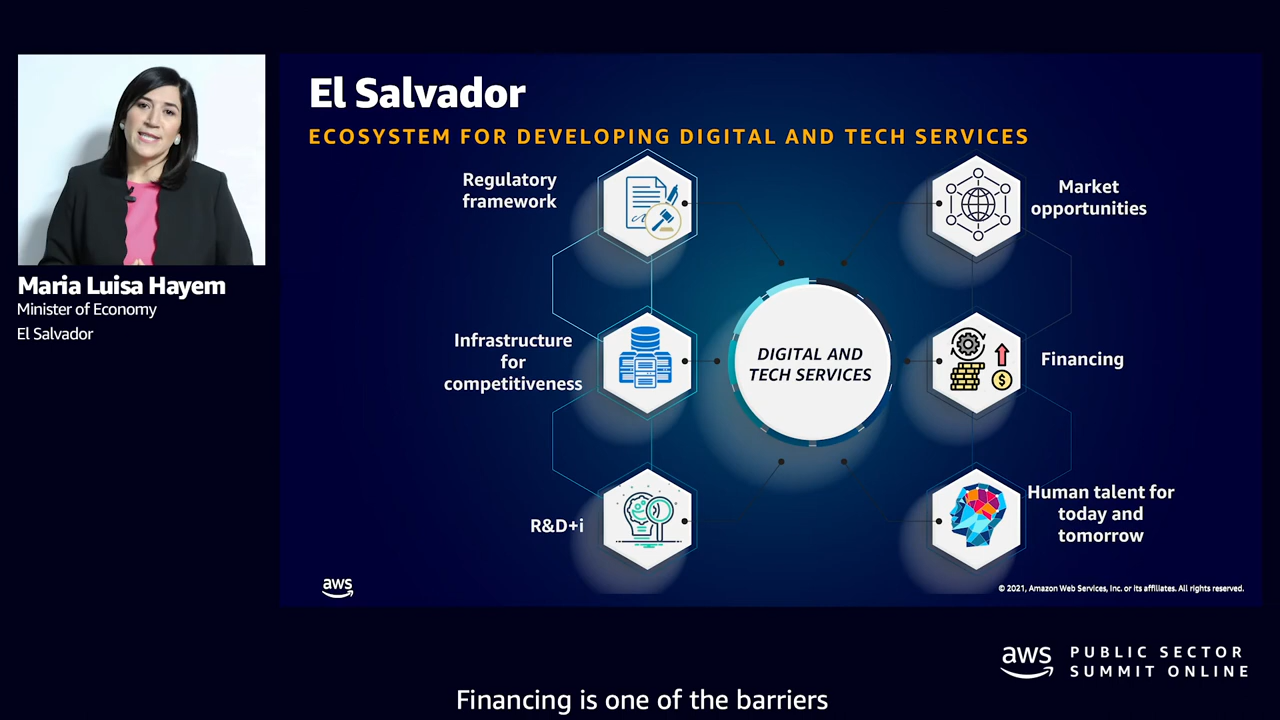 Maria Luisa Hayem
Minister of Economy
El Salvador
El Salvador
ECOSYSTEM FOR DEVELOPING DIGITAL AND TECH SERVICES
Regulatory
framework
Market
opportunities
Infrastructure
for
competitiveness
DIGITAL AND
TECH SERVICES
Financing
R&D+i
Human talent for
today and
tomorrow
aws
© 2021, Amazon Web Services, Inc. or its affiliates. All rights reserved.
aws
PUBLIC SECTOR
SUMMIT ONLINE
Financing is one of the barriers